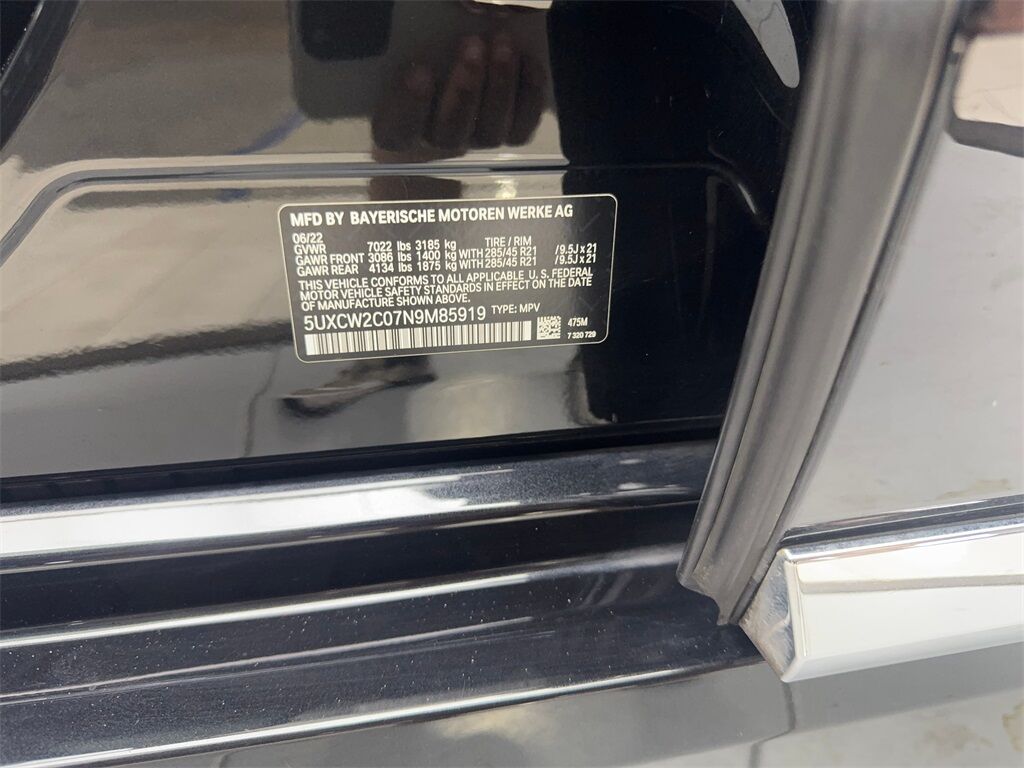 MFD BY BAYERISCHE MOTOREN WERKE AG
06/22
GVWR 7022 lbs 3185 kg TIRE / RIM
GAWR FRONT 3086 lbs 1400 kg WITH 285/45 R21 /9.5J x 21
GAWR REAR 4134 lbs 1875 kg WITH 285/45 R21 /9.5J x 21
THIS VEHICLE CONFORMS TO ALL APPLICABLE U. S. FEDERAL
MOTOR VEHICLE SAFETY STANDARDS IN EFFECT ON THE DATE
OF MANUFACTURE SHOWN ABOVE.
5UXCW2C07N9M85919 TYPE: MPV
475M
7 320 729